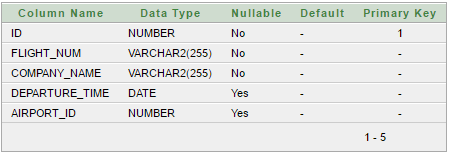 Column Name Data Type Nullable Default Primary Key
ID NUMBER No - 1
FLIGHT_NUM VARCHAR2(255) No - -
COMPANY_NAME VARCHAR2(255) No - -
DEPARTURE_TIME DATE Yes - -
AIRPORT_ID NUMBER Yes - -
1 - 5